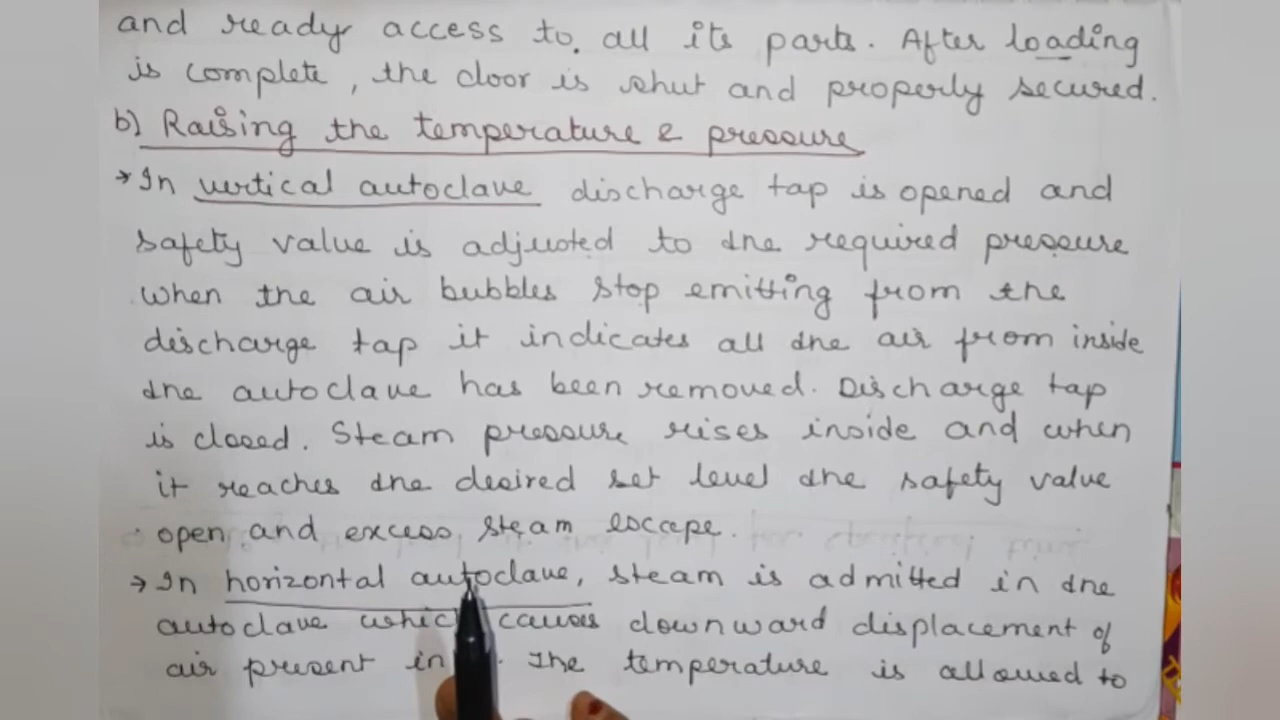 and ready access to. all its parts. After loading
is complete, the door is shut and properly secured.
b) Raising the temperature & pressure
→ In vertical autoclave discharge tap is opened and
safety value is adjusted to the required pressure
when the air bubbles stop emitting from the
discharge tap it indicates all the air from inside
the autoclave has been removed. Discharge tap
is closed. Steam pressure rises inside and when
it reaches the desired set level the safety value
open and excess steam escape.
→ In horizontal autoclave, steam is admitted in the
autoclave which causes downward displacement of
air present in . The temperature is allowed to